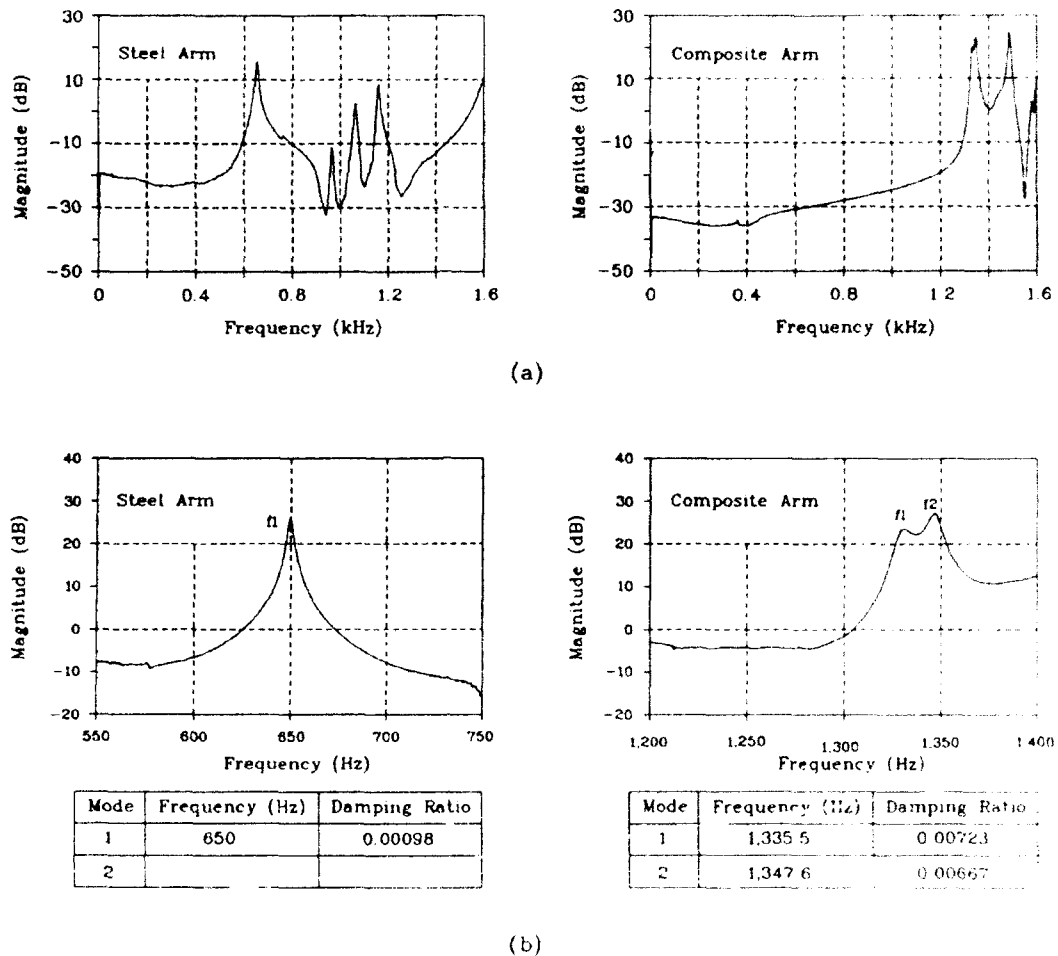 Steel Arm
Magnitude (dB)
30
10
-10
-30
-50
0 0.4 0.8 1.2 1.6
Frequency (kHz)
Composite Arm
Magnitude (dB)
30
10
-10
-30
-50
0 0.4 0.8 1.2 1.6
Frequency (kHz)
(a)
Steel Arm
f1
Magnitude (dB)
40
30
20
10
0
-10
-20
550 600 650 700 750
Frequency (Hz)
Composite Arm
f1 f2
Magnitude (dB)
40
30
20
10
0
-10
-20
1,200 1,250 1,300 1,350 1 400
Frequency (Hz)
Mode Frequency (Hz) Damping Ratio
1 650 0.00098
2
Mode Frequency (Hz) Damping Ratio
1 1,335 5 0 00723
2 1,347 6 0 00667
(b)